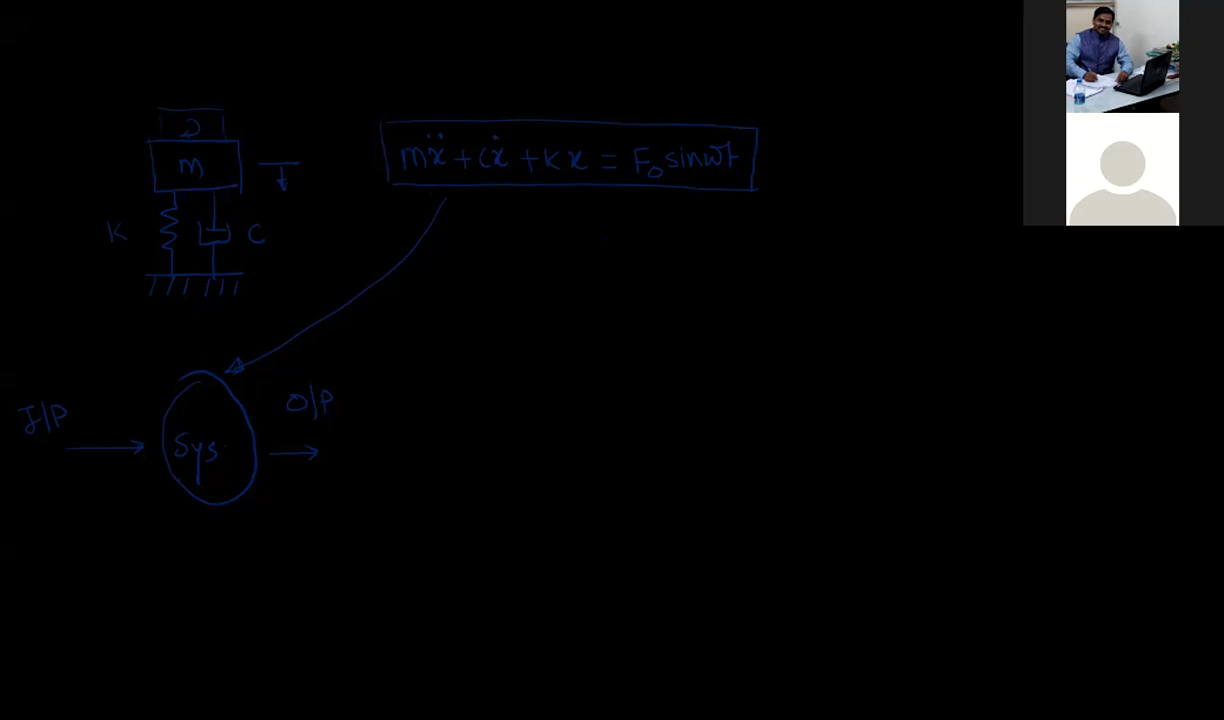 m
mẍ + cẋ + Kx = F₀ sinωt
K
C
I/P
O/P
Sys.